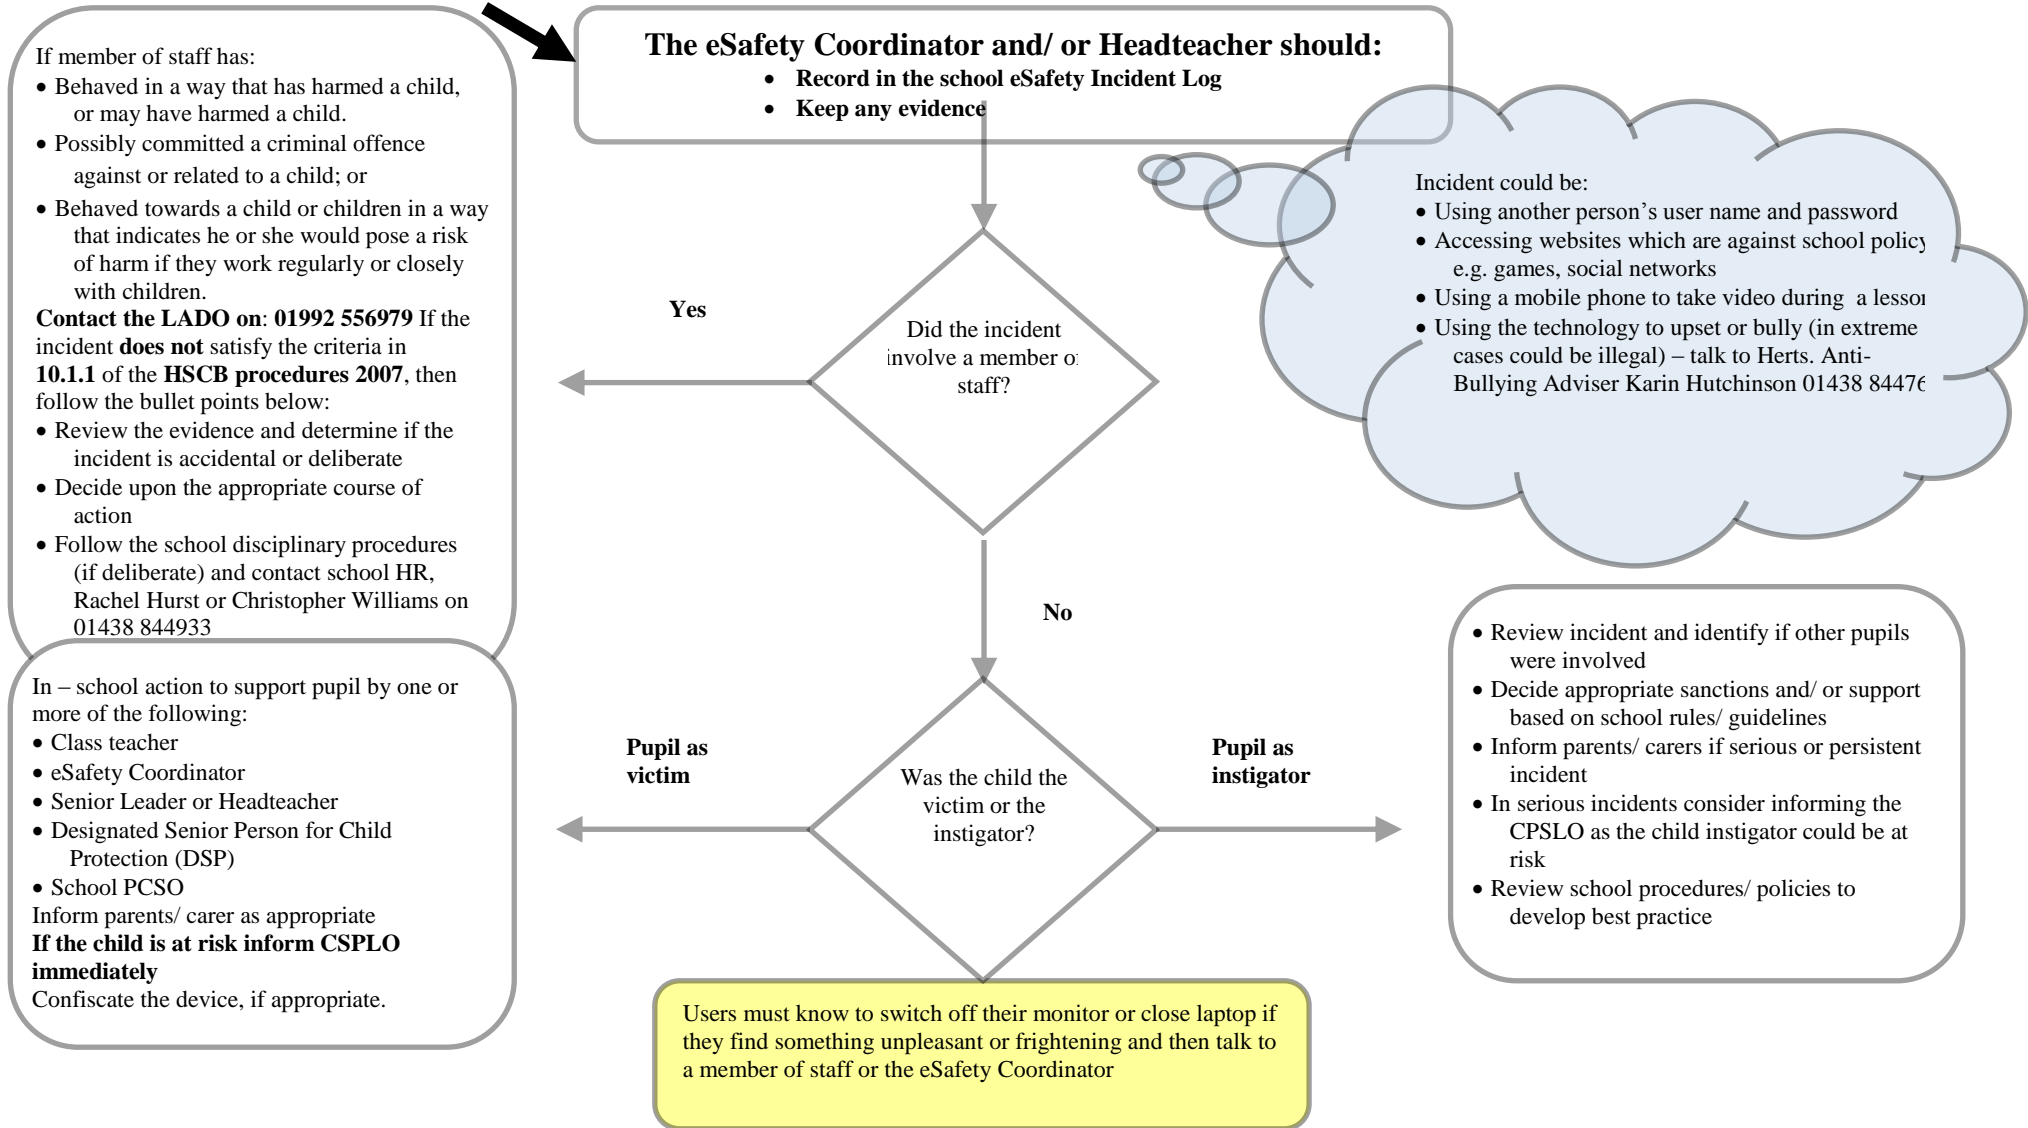 The eSafety Coordinator and/ or Headteacher should:
• Record in the school eSafety Incident Log
• Keep any evidence
If member of staff has:
• Behaved in a way that has harmed a child,
or may have harmed a child.
• Possibly committed a criminal offence
against or related to a child; or
• Behaved towards a child or children in a way
that indicates he or she would pose a risk
of harm if they work regularly or closely
with children.
Contact the LADO on: 01992 556979 If the
incident does not satisfy the criteria in
10.1.1 of the HSCB procedures 2007, then
follow the bullet points below:
• Review the evidence and determine if the
incident is accidental or deliberate
• Decide upon the appropriate course of
action
• Follow the school disciplinary procedures
(if deliberate) and contact school HR,
Rachel Hurst or Christopher Williams on
01438 844933
Yes
Did the incident
involve a member of
staff?
Incident could be:
• Using another person's user name and password
• Accessing websites which are against school policy
e.g. games, social networks
• Using a mobile phone to take video during a lesson
• Using the technology to upset or bully (in extreme
cases could be illegal) – talk to Herts. Anti-
Bullying Adviser Karin Hutchinson 01438 84476
No
In – school action to support pupil by one or
more of the following:
• Class teacher
• eSafety Coordinator
• Senior Leader or Headteacher
• Designated Senior Person for Child
Protection (DSP)
• School PCSO
Inform parents/ carer as appropriate
If the child is at risk inform CSPLO
immediately
Confiscate the device, if appropriate.
Pupil as
victim
Was the child the
victim or the
instigator?
Pupil as
instigator
• Review incident and identify if other pupils
were involved
• Decide appropriate sanctions and/ or support
based on school rules/ guidelines
• Inform parents/ carers if serious or persistent
incident
• In serious incidents consider informing the
CPSLO as the child instigator could be at
risk
• Review school procedures/ policies to
develop best practice
Users must know to switch off their monitor or close laptop if
they find something unpleasant or frightening and then talk to
a member of staff or the eSafety Coordinator